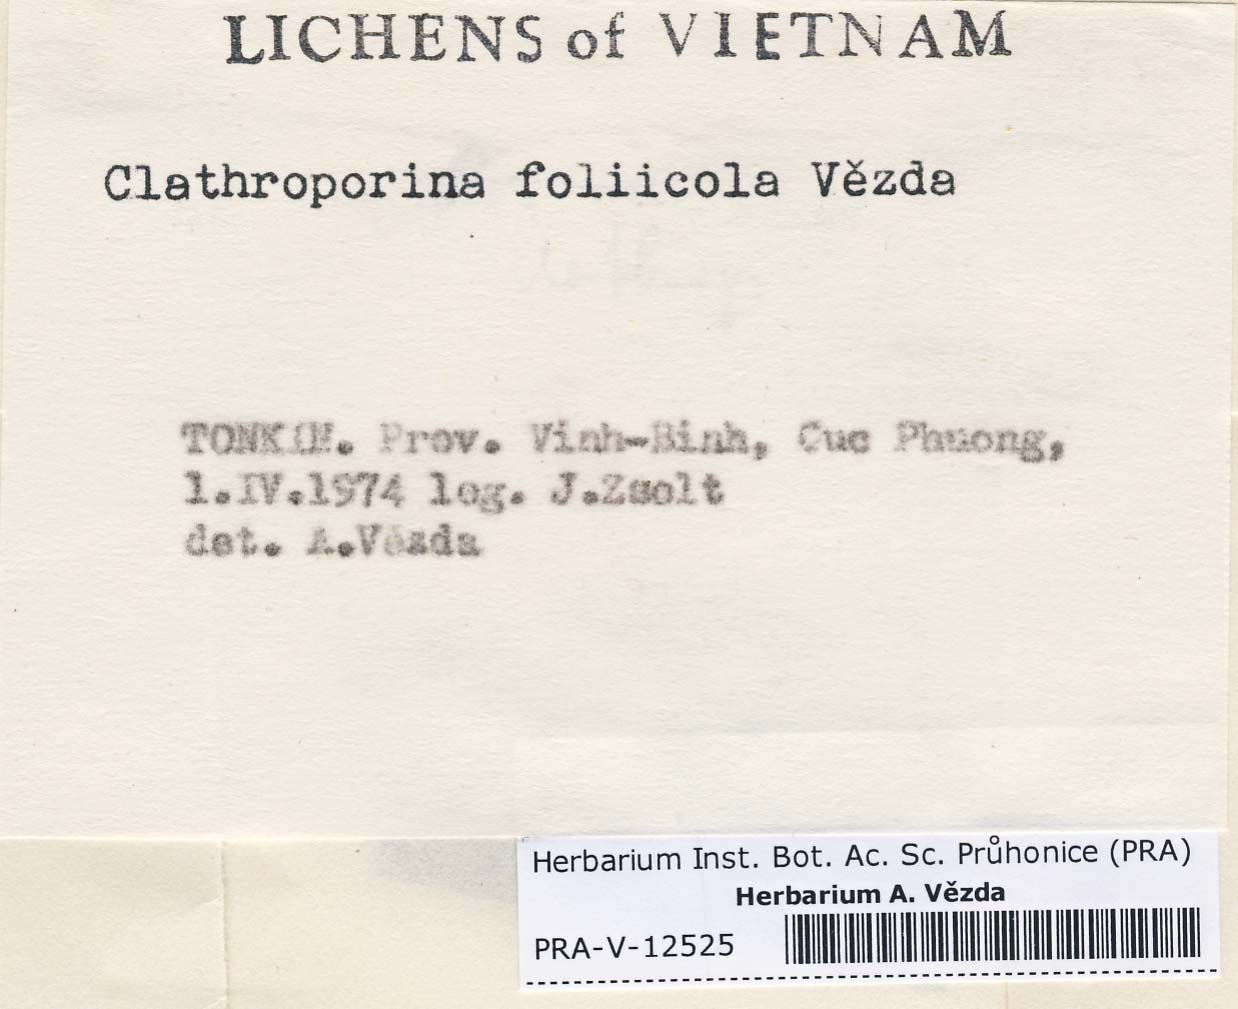 LICHENS of VIETNAM
Clathroporina foliicola Vězda
TONKIN. Prov. Vinh-Binh, Cuc Phuong,
1.IV.1974 log. J.Zsolt
det. A.Vězda
Herbarium Inst. Bot. Ac. Sc. Průhonice (PRA)
Herbarium A. Vězda
PRA-V-12525